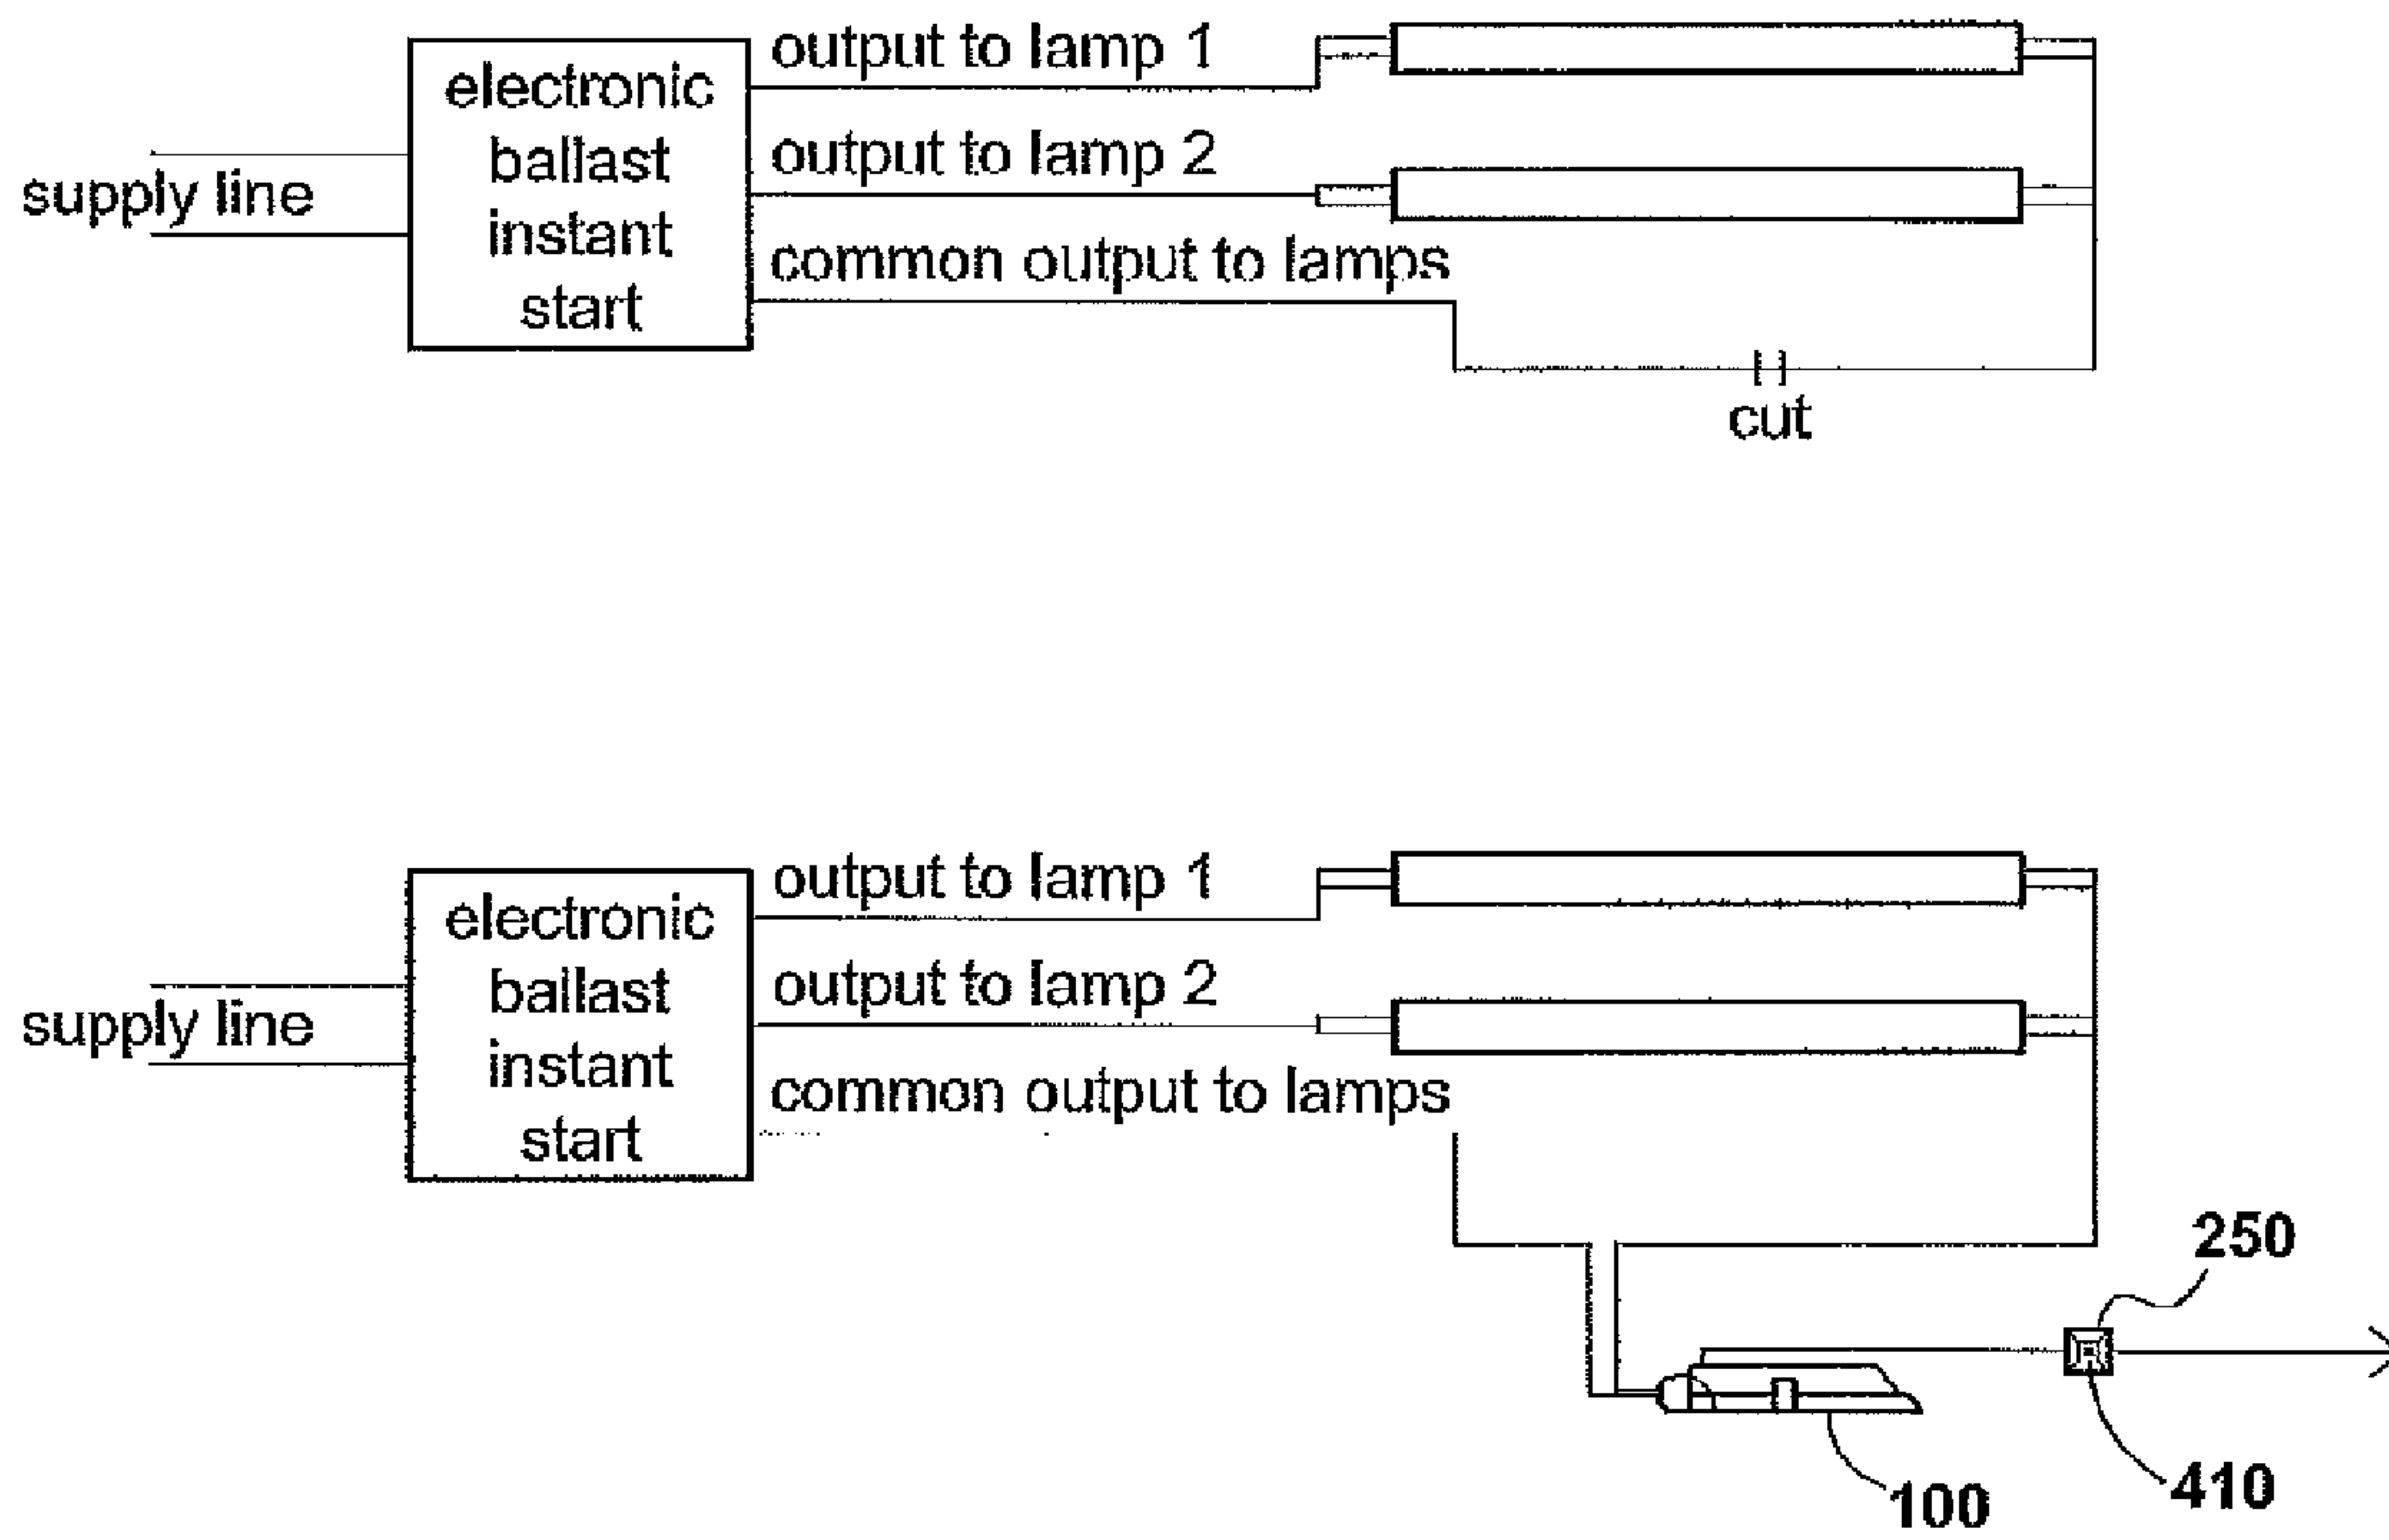 output to lamp 1
electronic
ballast
instant
start
output to lamp 2
supply line
common output to lamps
cut
output to lamp 1
electronic
ballast
instant
start
output to lamp 2
supply line
common output to lamps
250
410
100